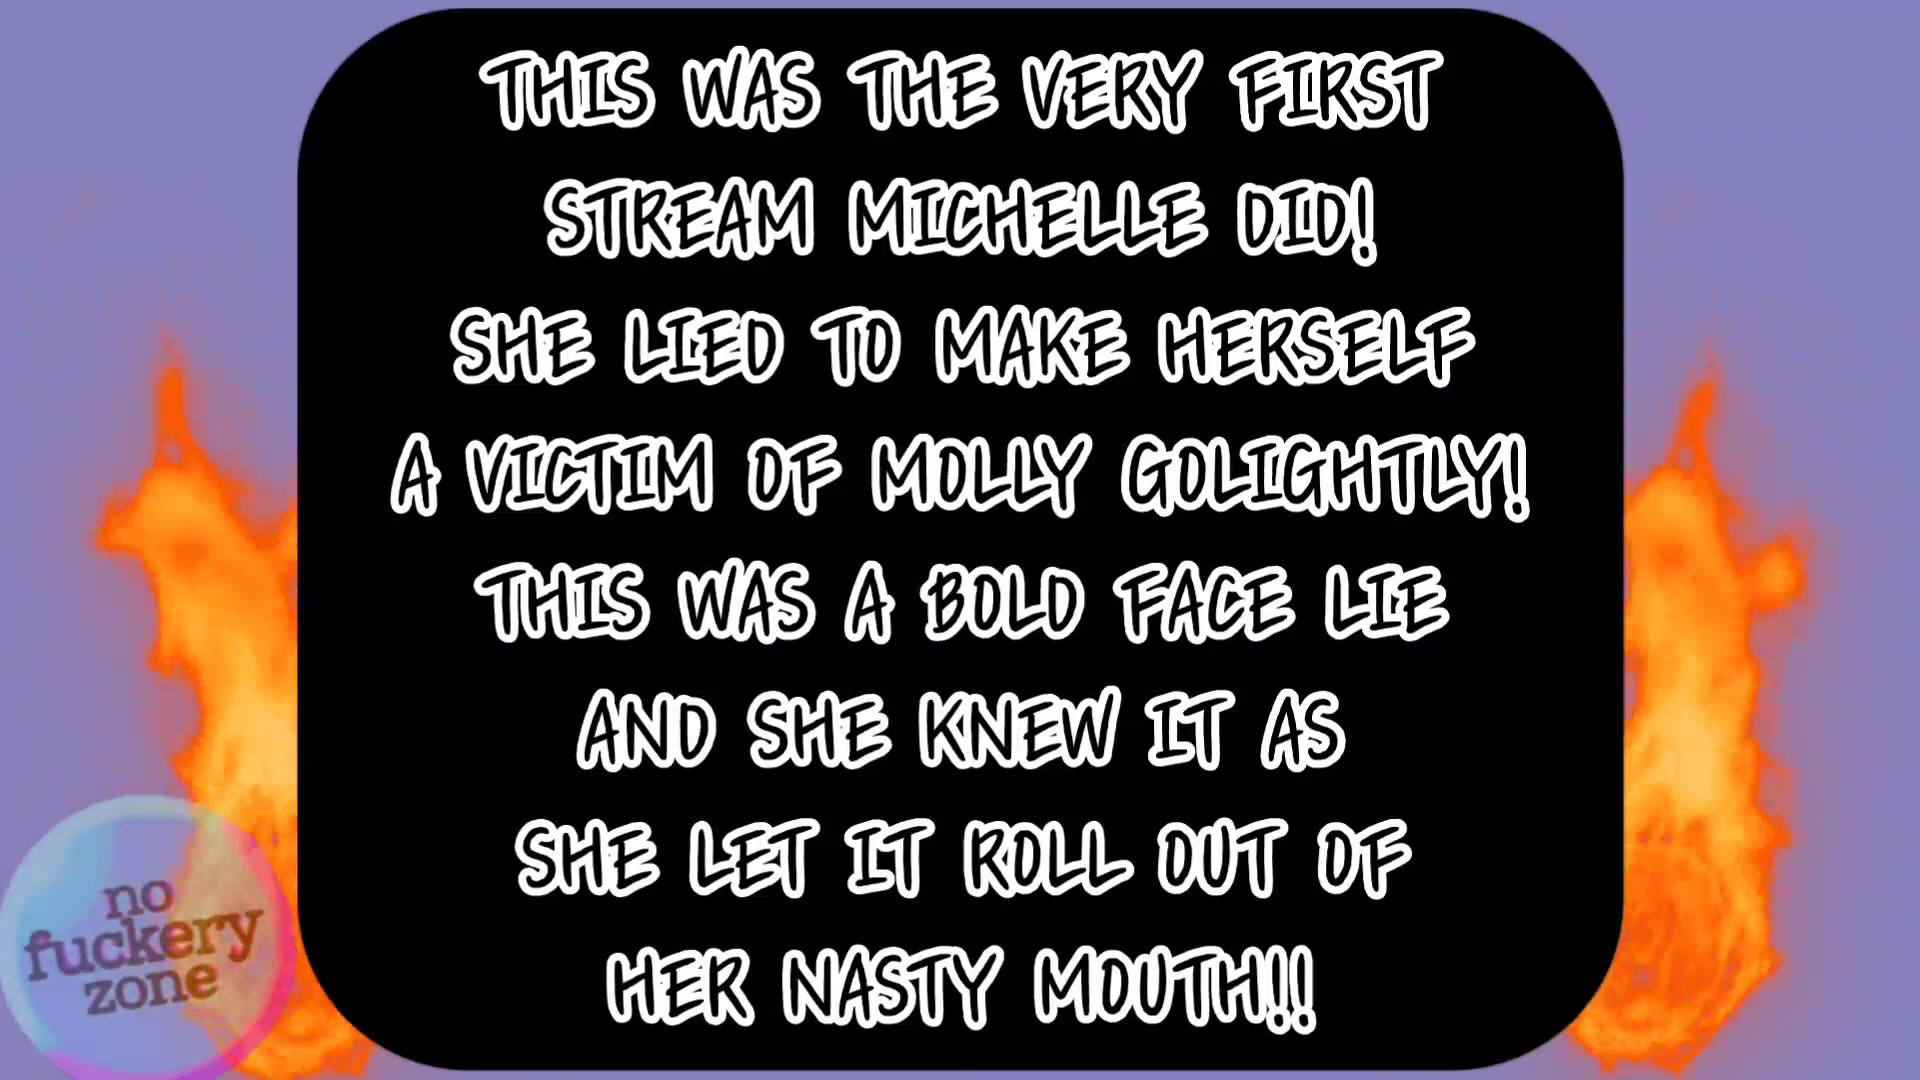 THIS WAS THE VERY FIRST
STREAM MICHELLE DID!
SHE LIED TO MAKE HERSELF
A VICTIM OF MOLLY GOLIGHTLY!
THIS WAS A BOLD FACE LIE
AND SHE KNEW IT AS
SHE LET IT ROLL OUT OF
HER NASTY MOUTH!!
no
fuckery
zone